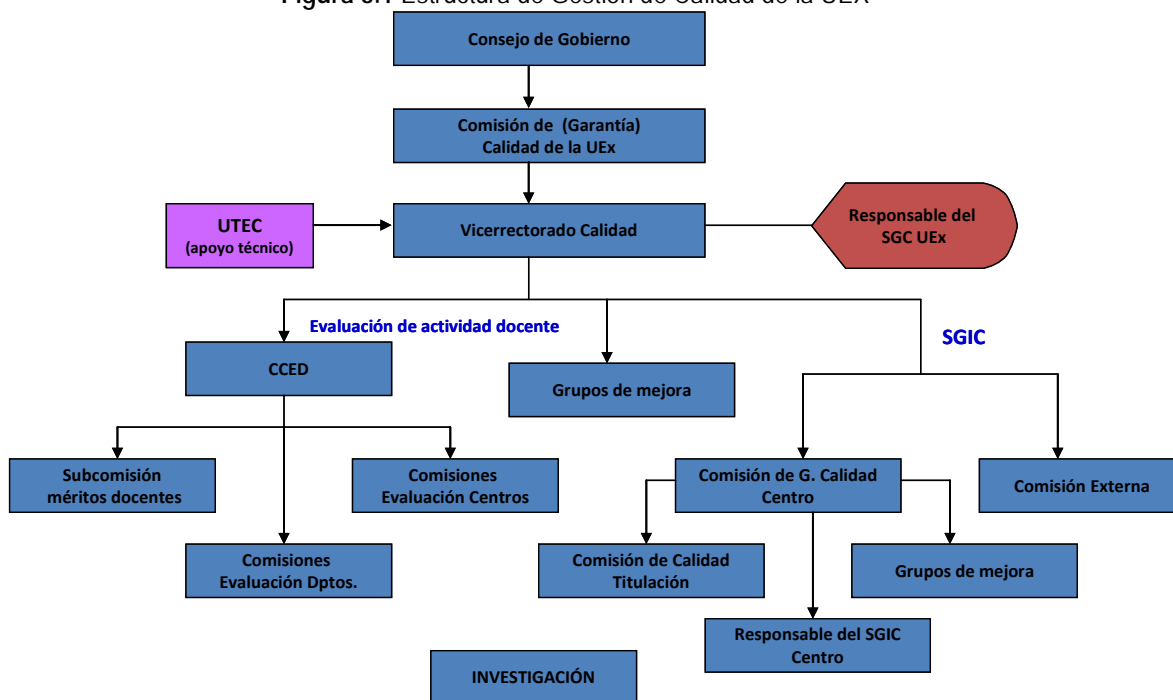 Figura 5.1 Estructura de Gestión de Calidad de la UEX
Consejo de Gobierno
Comisión de (Garantía)
Calidad de la UEx
UTEC
(apoyo técnico)
Vicerrectorado Calidad
Responsable del
SGC UEx
Evaluación de actividad docente
SGIC
CCED
Grupos de mejora
Subcomisión
méritos docentes
Comisiones
Evaluación Centros
Comisión de G. Calidad
Centro
Comisión Externa
Comisiones
Evaluación Dptos.
Comisión de Calidad
Titulación
Grupos de mejora
Responsable del SGIC
Centro
INVESTIGACIÓN